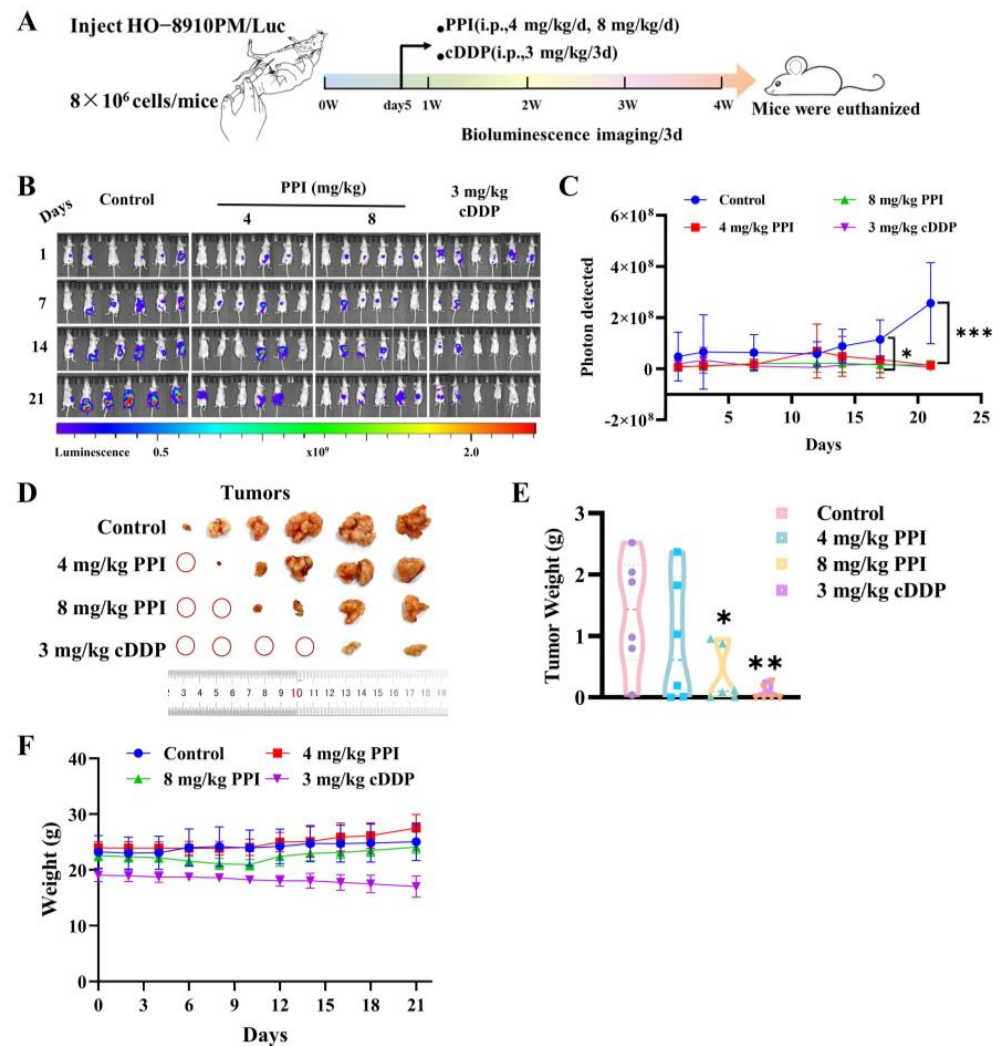 A
Inject HO-8910PM/Luc
8×10⁶ cells/mice
•PPI(i.p.,4 mg/kg/d, 8 mg/kg/d)
•cDDP(i.p.,3 mg/kg/3d)
0W day5 1W 2W 3W 4W
Bioluminescence imaging/3d
Mice were euthanized
B
Days
Control
PPI (mg/kg)
4 8
3 mg/kg
cDDP
1
7
14
21
Luminescence 0.5 x10⁹ 2.0
C
Control
8 mg/kg PPI
4 mg/kg PPI
3 mg/kg cDDP
Photon detected
6×10⁸
4×10⁸
2×10⁸
0
-2×10⁸
*
***
5 10 15 20 25
Days
D
Tumors
Control
4 mg/kg PPI
8 mg/kg PPI
3 mg/kg cDDP
2 3 4 5 6 7 8 9 10 11 12 13 14 15 16 17 18 19
E
Tumor Weight (g)
3
2
1
0
*
**
Control
4 mg/kg PPI
8 mg/kg PPI
3 mg/kg cDDP
F
Control
4 mg/kg PPI
8 mg/kg PPI
3 mg/kg cDDP
Weight (g)
40
30
20
10
0
0 3 6 9 12 15 18 21
Days